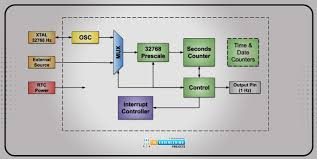 XTAL
32768 Hz
OSC
External
Source
RTC
Power
MUX
32768
Prescale
Seconds
Counter
Time &
Date
Counters
Control
Interrupt
Controller
Output Pin
(1 Hz)